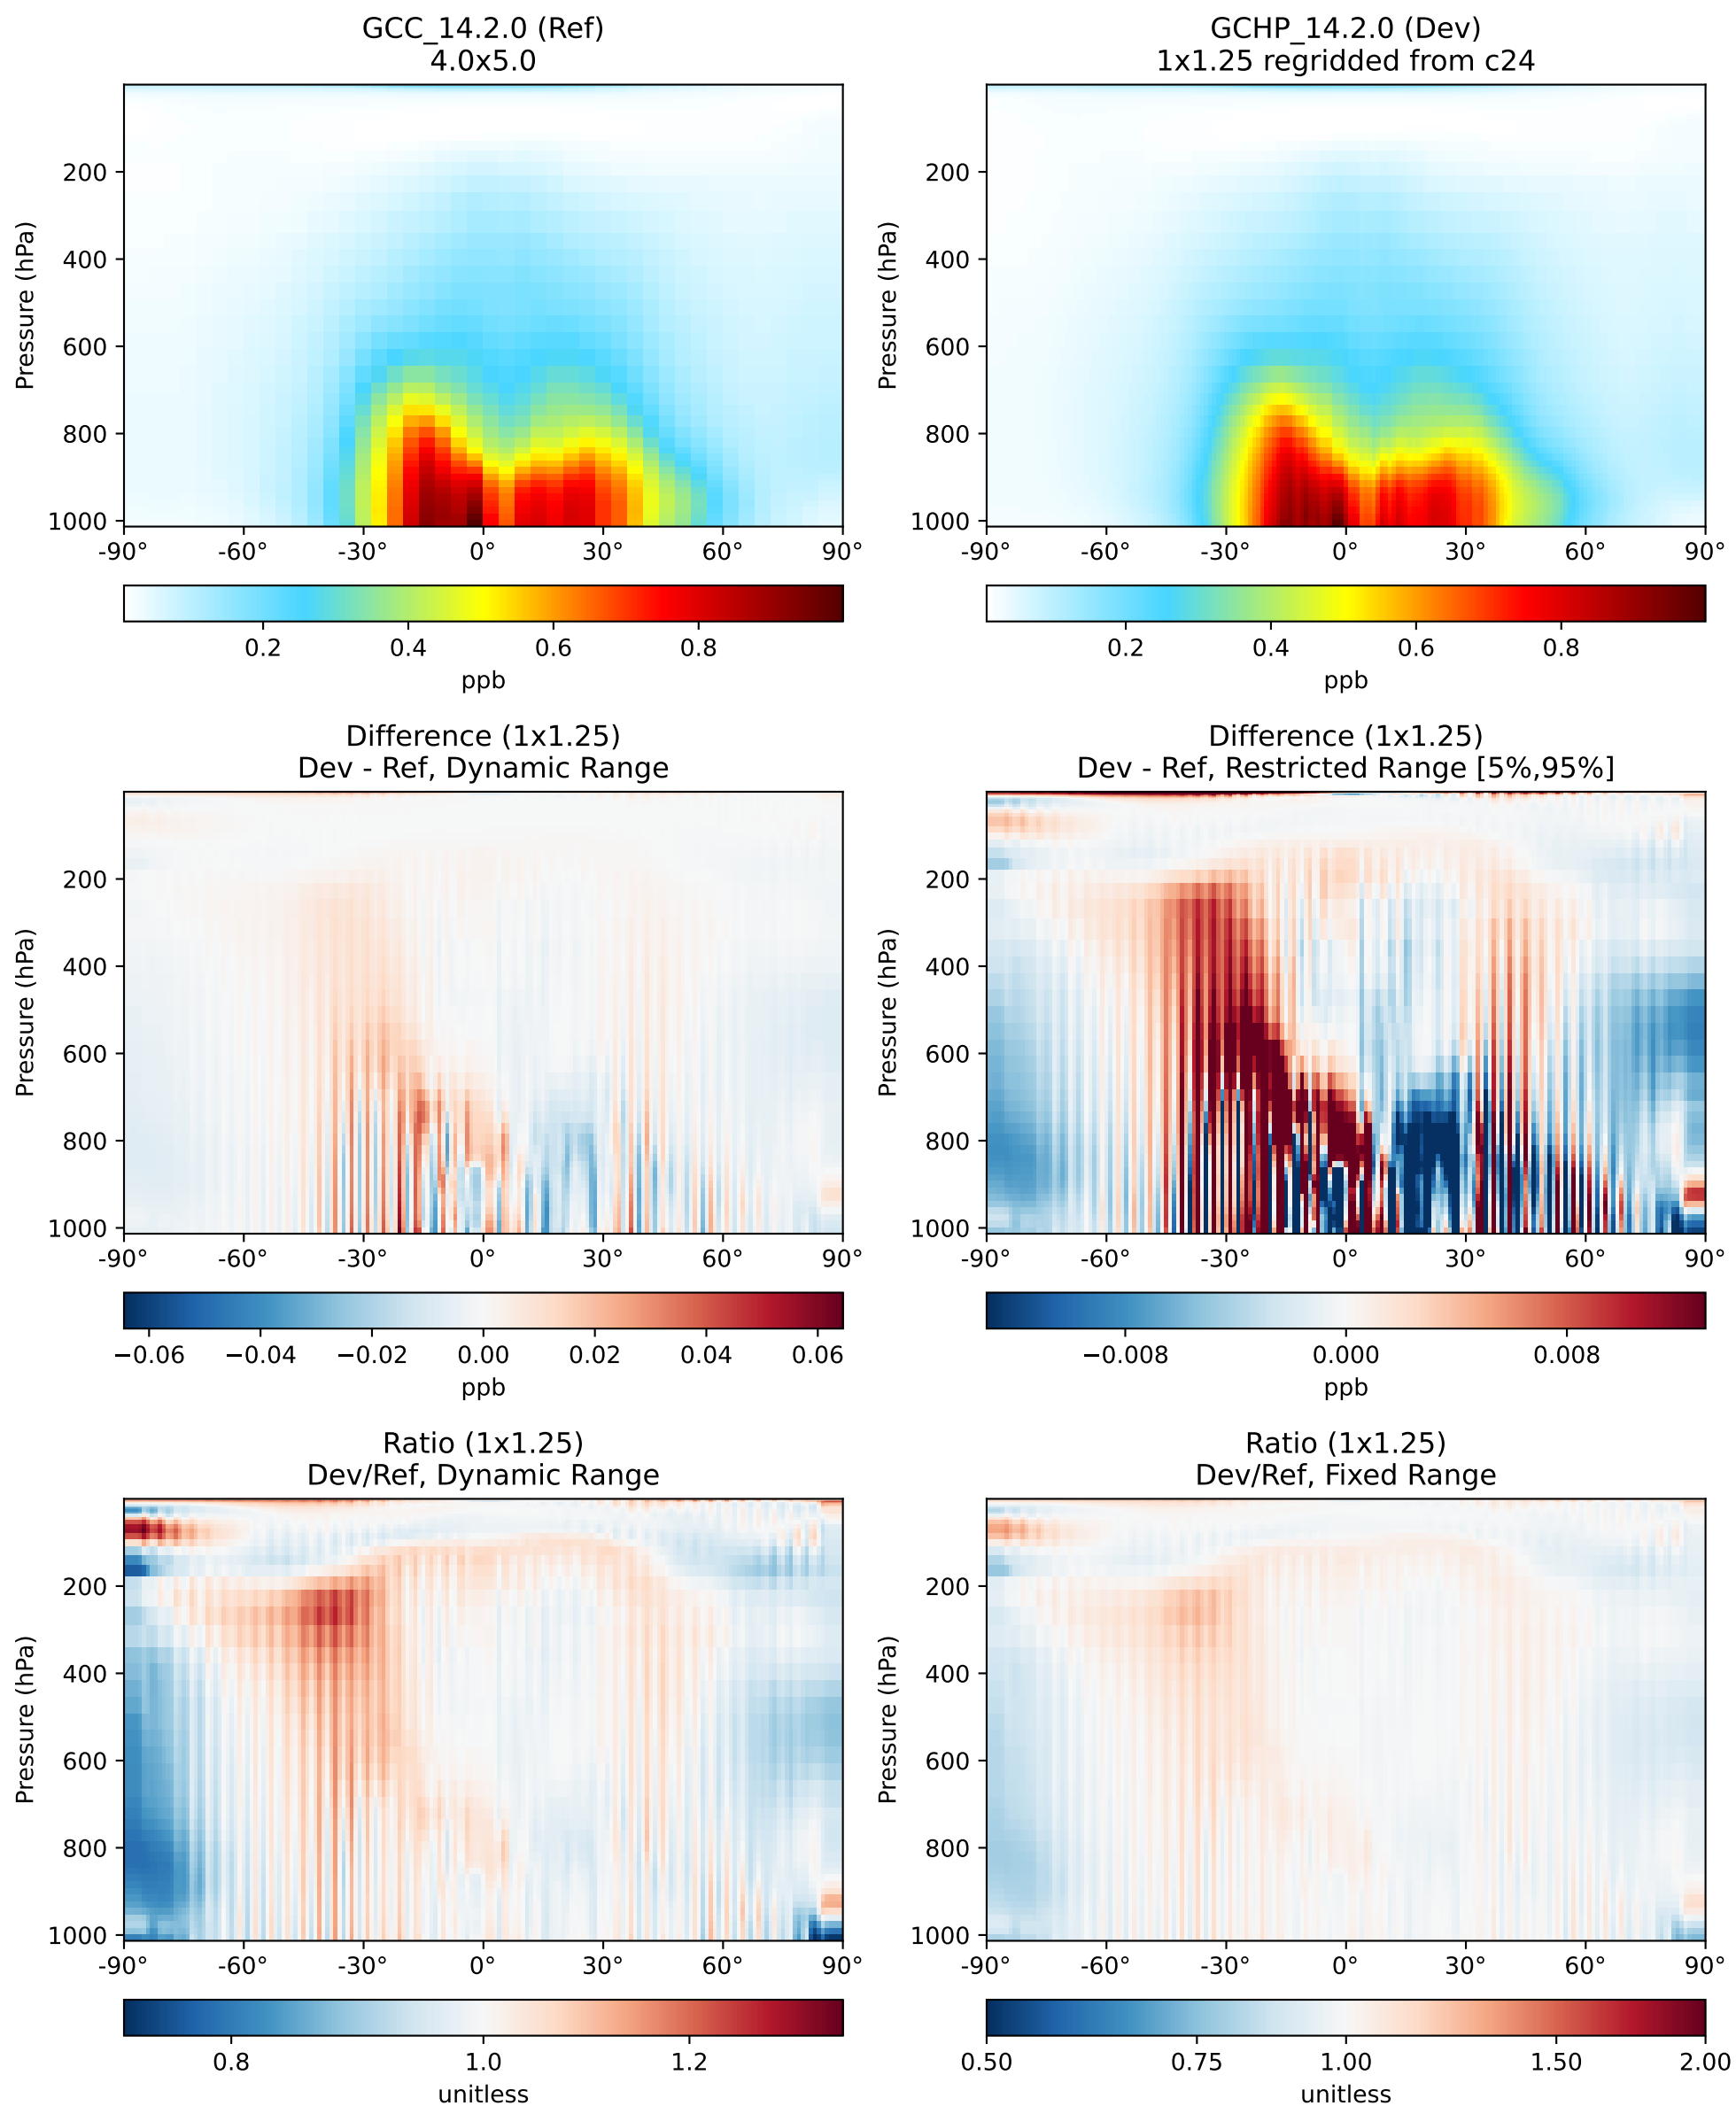 GCC_14.2.0 (Ref)
4.0x5.0
Pressure (hPa)
200
400
600
800
1000
-90° -60° -30° 0° 30° 60° 90°
0.2 0.4 0.6 0.8
ppb
GCHP_14.2.0 (Dev)
1x1.25 regridded from c24
Pressure (hPa)
200
400
600
800
1000
-90° -60° -30° 0° 30° 60° 90°
0.2 0.4 0.6 0.8
ppb
Difference (1x1.25)
Dev - Ref, Dynamic Range
Pressure (hPa)
200
400
600
800
1000
-90° -60° -30° 0° 30° 60° 90°
−0.06 −0.04 −0.02 0.00 0.02 0.04 0.06
ppb
Difference (1x1.25)
Dev - Ref, Restricted Range [5%,95%]
Pressure (hPa)
200
400
600
800
1000
-90° -60° -30° 0° 30° 60° 90°
−0.008 0.000 0.008
ppb
Ratio (1x1.25)
Dev/Ref, Dynamic Range
Pressure (hPa)
200
400
600
800
1000
-90° -60° -30° 0° 30° 60° 90°
0.8 1.0 1.2
unitless
Ratio (1x1.25)
Dev/Ref, Fixed Range
Pressure (hPa)
200
400
600
800
1000
-90° -60° -30° 0° 30° 60° 90°
0.50 0.75 1.00 1.50 2.00
unitless